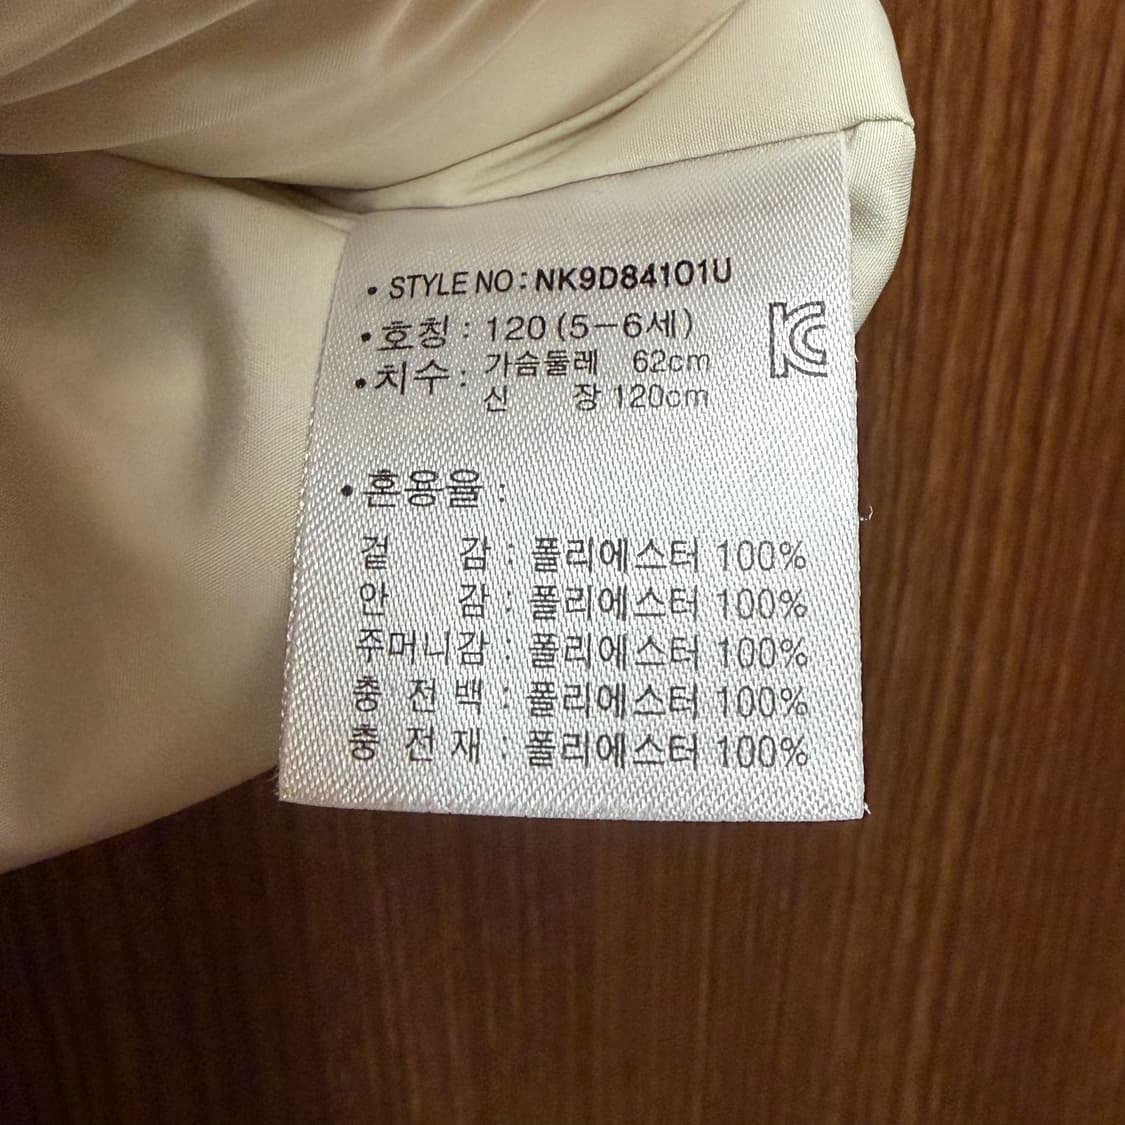 • STYLE NO : NK9D84101U
• 호칭 : 120 (5-6세)
• 치수 : 가슴둘레 62cm
신 장 120cm
KC
• 혼용율 :
겉 감 : 폴리에스터 100%
안 감 : 폴리에스터 100%
주머니감 : 폴리에스터 100%
충 전 백 : 폴리에스터 100%
충 전 재 : 폴리에스터 100%